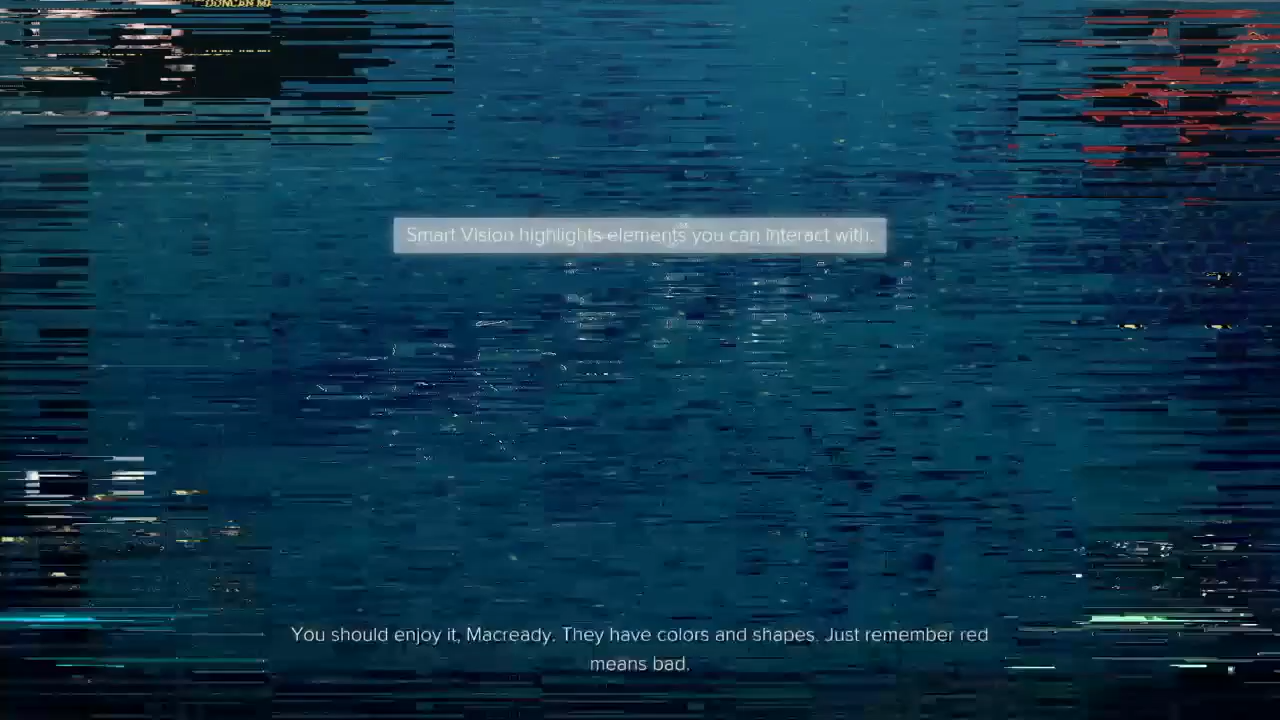 Smart Vision highlights elements you can interact with.
You should enjoy it, Macready. They have colors and shapes. Just remember red
means bad.